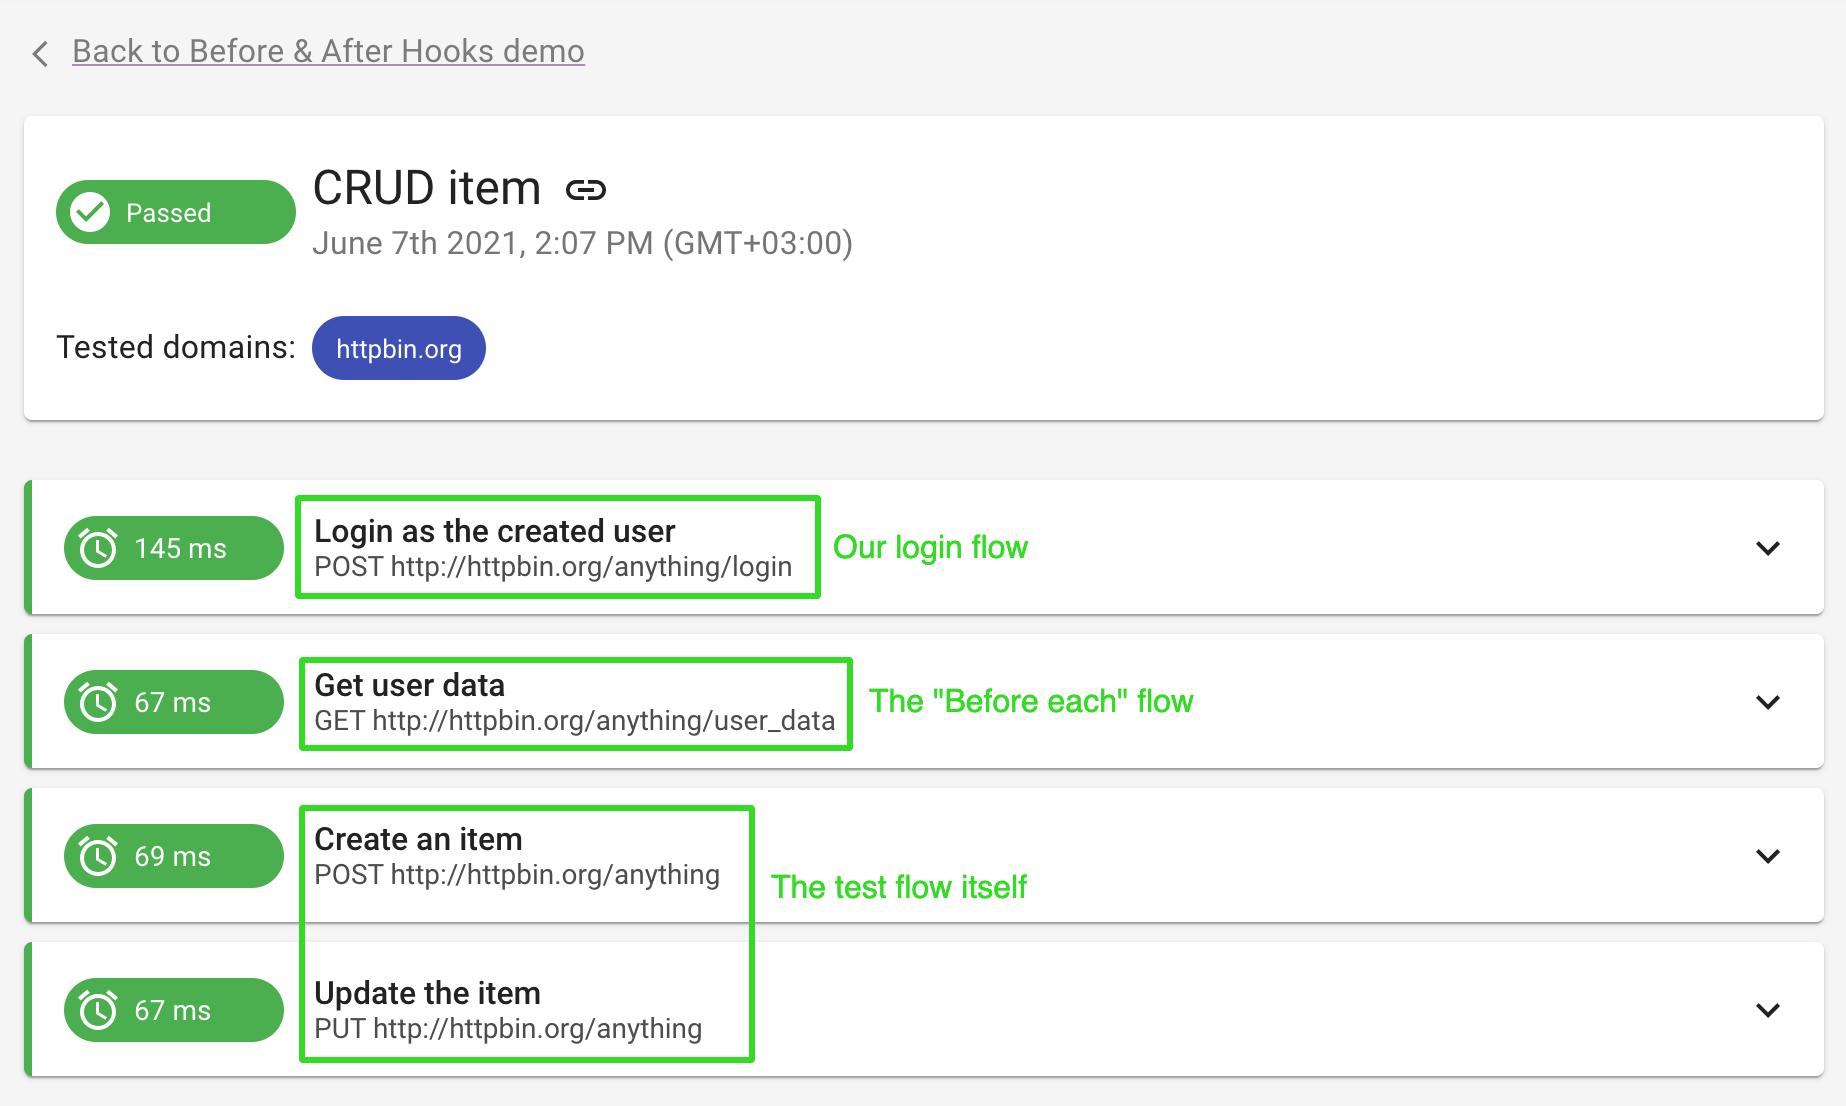 Back to Before & After Hooks demo
Passed
CRUD item
June 7th 2021, 2:07 PM (GMT+03:00)
Tested domains:
httpbin.org
145 ms
Login as the created user
POST http://httpbin.org/anything/login
Our login flow
67 ms
Get user data
GET http://httpbin.org/anything/user_data
The "Before each" flow
69 ms
Create an item
POST http://httpbin.org/anything
The test flow itself
67 ms
Update the item
PUT http://httpbin.org/anything